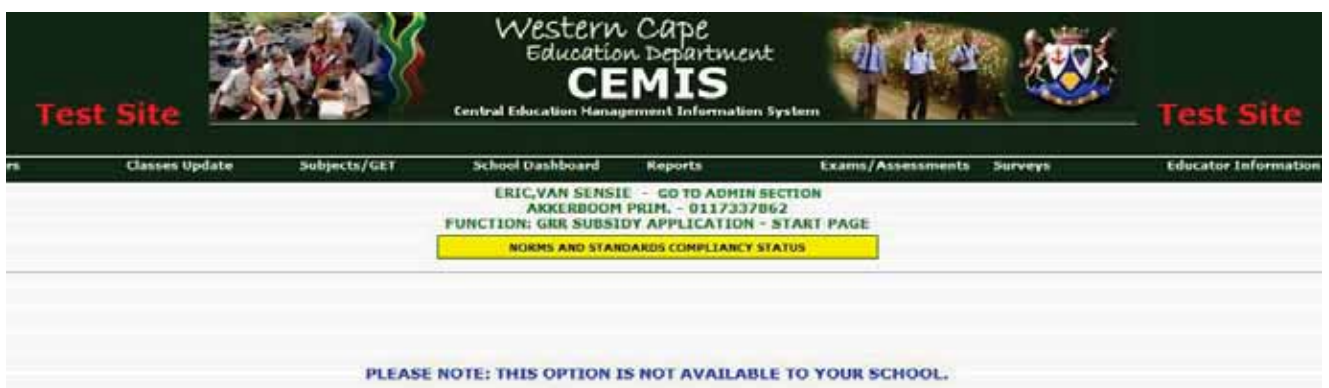 Western Cape
Education Department
CEMIS
Central Education Management Information System
Test Site
Test Site
rs Classes Update Subjects/GET School Dashboard Reports Exams/Assessments Surveys Educator Information
ERIC,VAN SENSIE - GO TO ADMIN SECTION
AKKERBOOM PRIM. - 0117337862
FUNCTION: GRR SUBSIDY APPLICATION - START PAGE
NORMS AND STANDARDS COMPLIANCY STATUS
PLEASE NOTE: THIS OPTION IS NOT AVAILABLE TO YOUR SCHOOL.